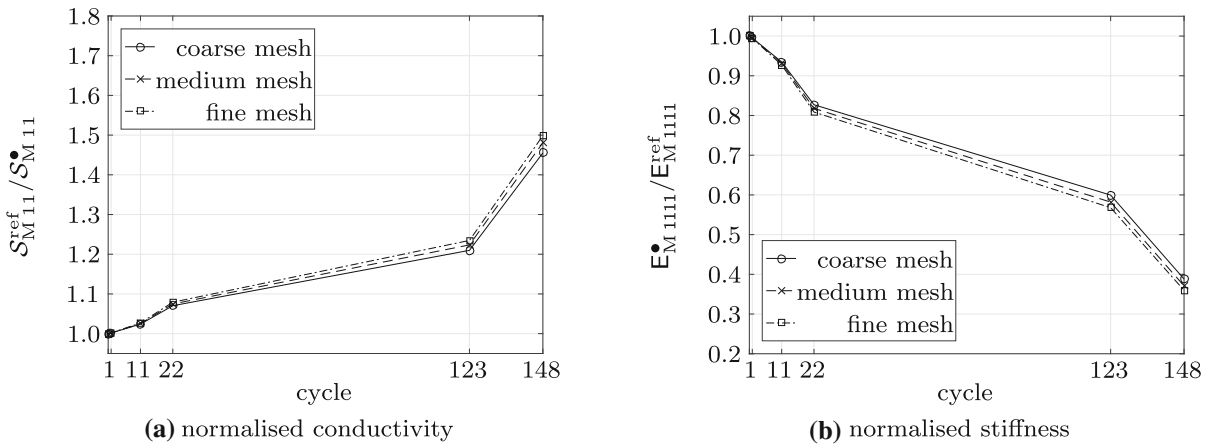 1.8
1.7
1.6
1.5
1.4
1.3
1.2
1.1
1.0
S^ref_M 11 / S^•_M 11
coarse mesh
medium mesh
fine mesh
1 11 22 123 148
cycle
(a) normalised conductivity
1.0
0.9
0.8
0.7
0.6
0.5
0.4
0.3
0.2
E^•_M 1111 / E^ref_M 1111
coarse mesh
medium mesh
fine mesh
1 11 22 123 148
cycle
(b) normalised stiffness